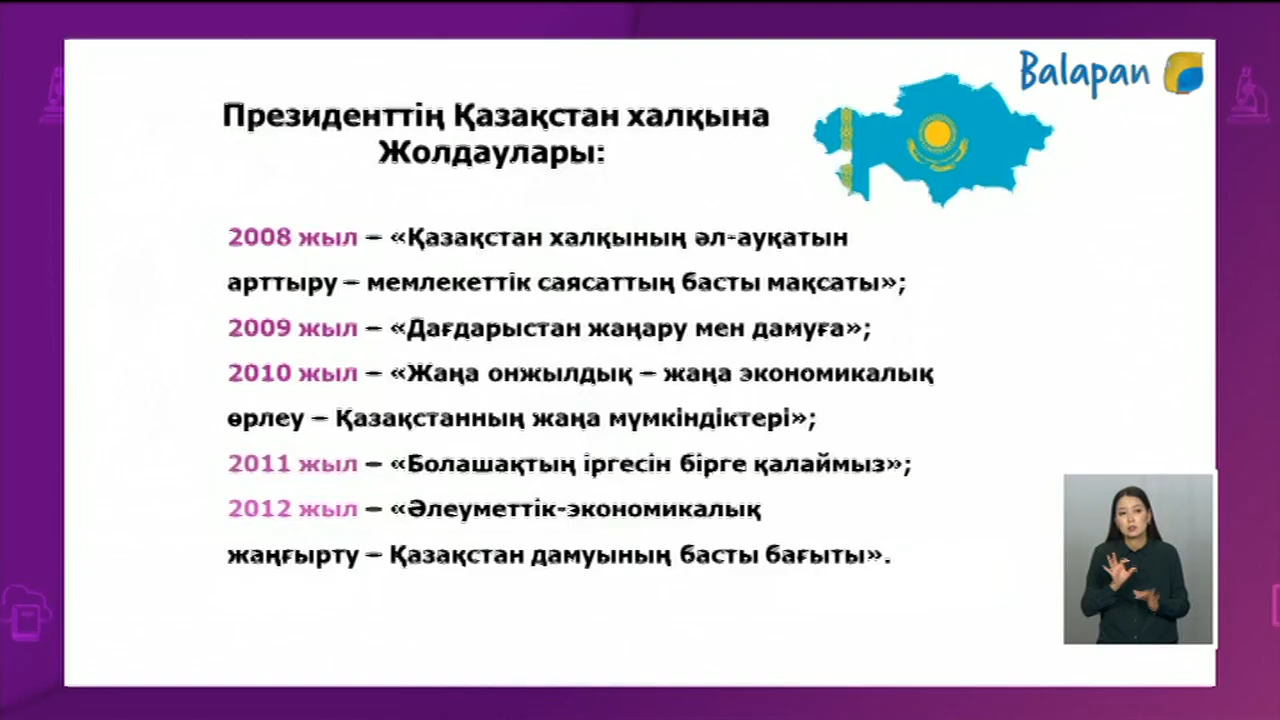 Balapan
Президенттің Қазақстан халқына
Жолдаулары:
2008 жыл – «Қазақстан халқының әл-ауқатын
арттыру – мемлекеттік саясаттың басты мақсаты»;
2009 жыл – «Дағдарыстан жаңару мен дамуға»;
2010 жыл – «Жаңа онжылдық – жаңа экономикалық
өрлеу – Қазақстанның жаңа мүмкіндіктері»;
2011 жыл – «Болашақтың іргесін бірге қалаймыз»;
2012 жыл – «Әлеуметтік-экономикалық
жаңғырту – Қазақстан дамуының басты бағыты».